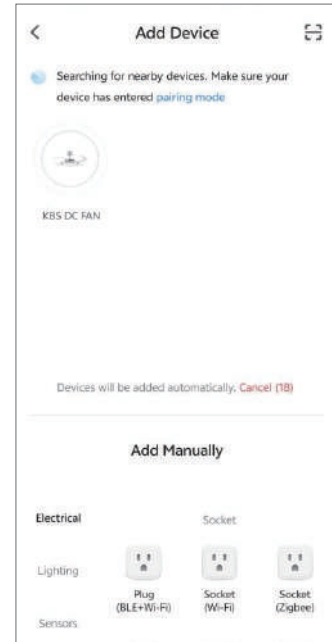 Add Device
Searching for nearby devices. Make sure your
device has entered pairing mode
KBS DC FAN
Devices will be added automatically. Cancel (18)
Add Manually
Electrical
Socket
Lighting
Plug
(BLE+Wi-Fi)
Socket
(Wi-Fi)
Socket
(Zigbee)
Sensors